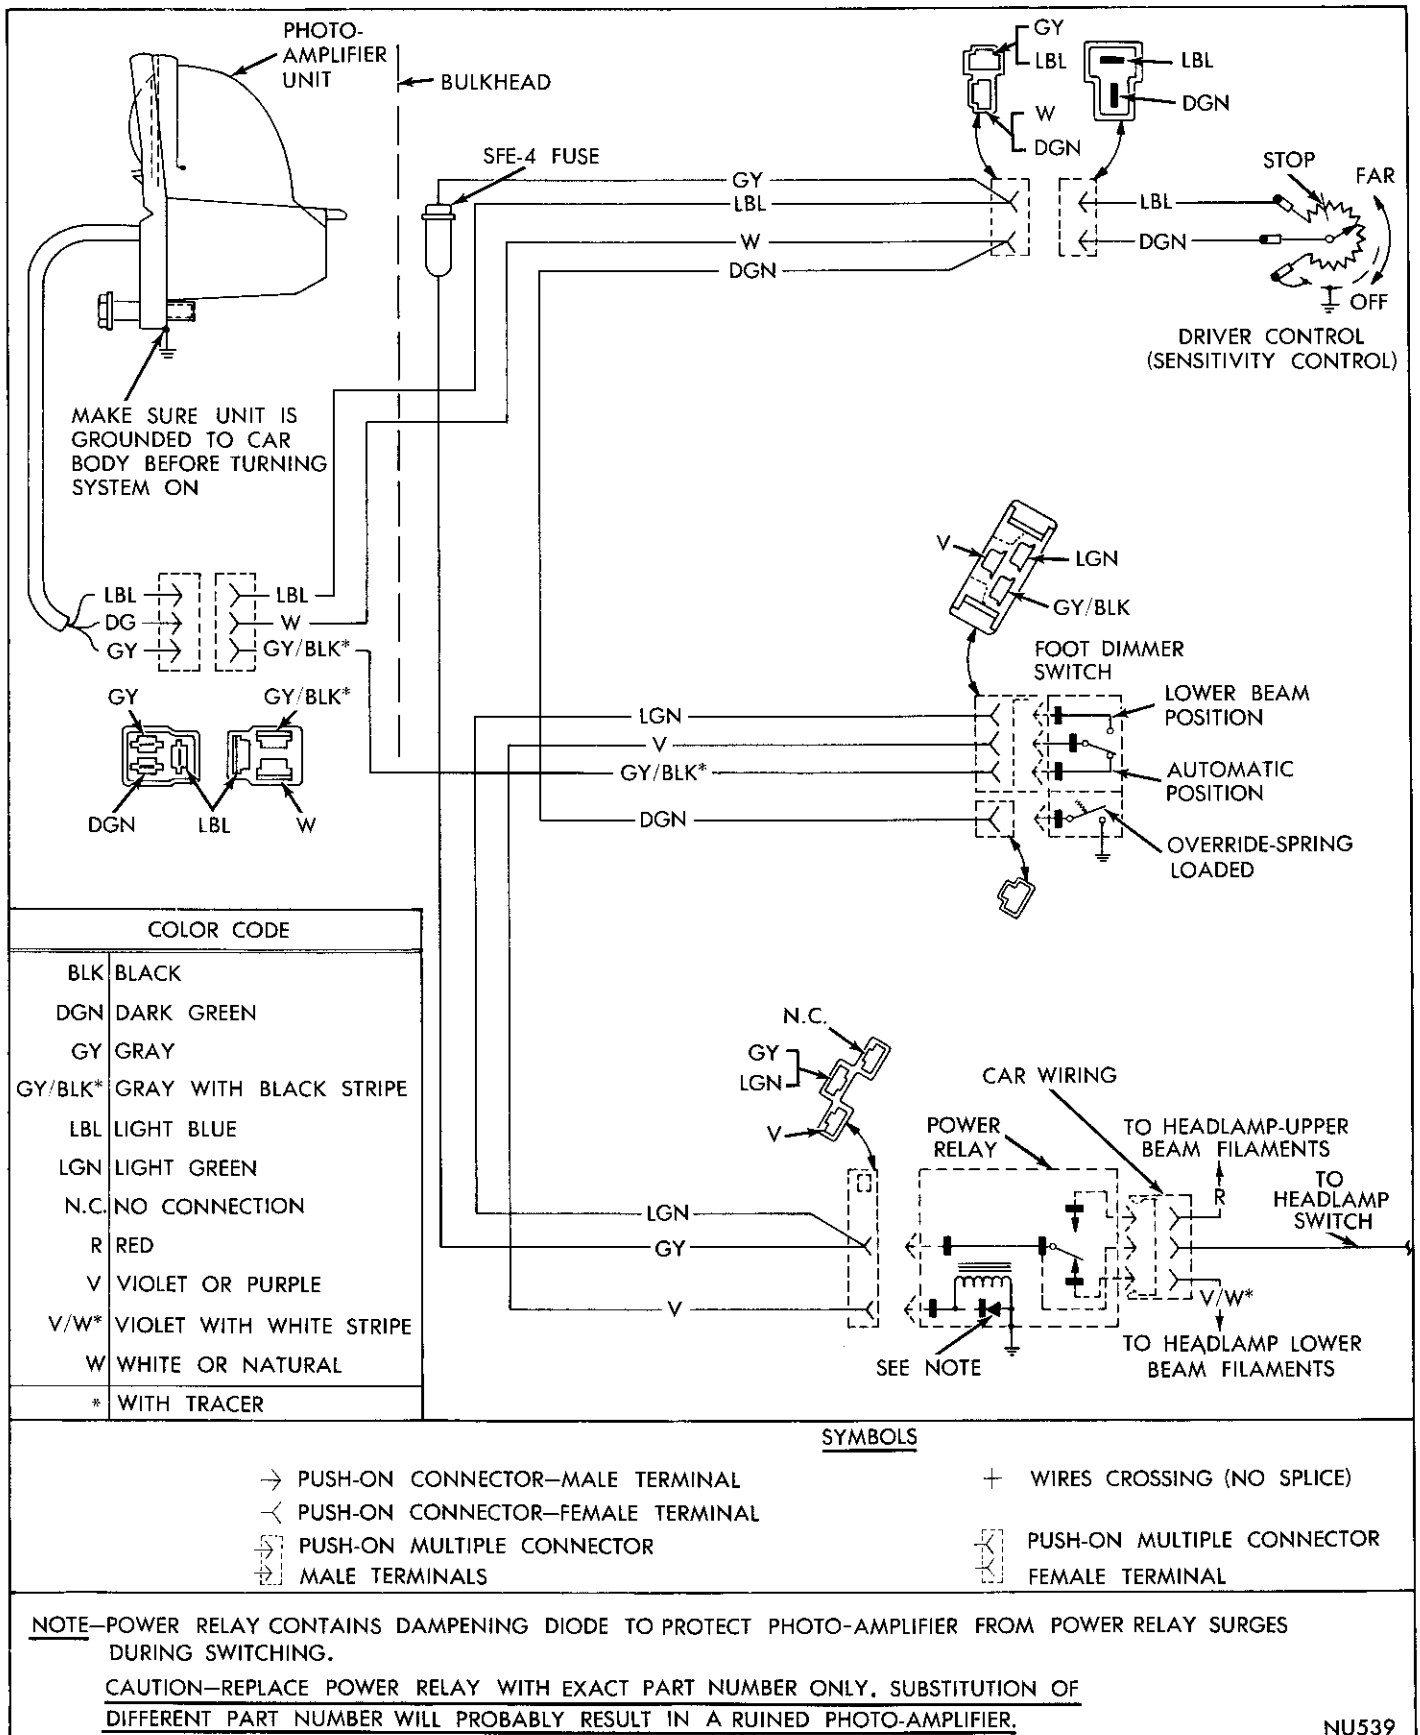 PHOTO-
AMPLIFIER
UNIT
BULKHEAD
SFE-4 FUSE
GY
LBL
W
DGN
LBL
DGN
GY
LBL
W
DGN
LBL
DGN
STOP
FAR
OFF
DRIVER CONTROL
(SENSITIVITY CONTROL)
MAKE SURE UNIT IS
GROUNDED TO CAR
BODY BEFORE TURNING
SYSTEM ON
LBL
DG
GY
LBL
W
GY/BLK*
GY
GY/BLK*
DGN
LBL
W
V
LGN
GY/BLK
FOOT DIMMER
SWITCH
LOWER BEAM
POSITION
AUTOMATIC
POSITION
OVERRIDE-SPRING
LOADED
LGN
V
GY/BLK*
DGN
COLOR CODE
BLK BLACK
DGN DARK GREEN
GY GRAY
GY/BLK* GRAY WITH BLACK STRIPE
LBL LIGHT BLUE
LGN LIGHT GREEN
N.C. NO CONNECTION
R RED
V VIOLET OR PURPLE
V/W* VIOLET WITH WHITE STRIPE
W WHITE OR NATURAL
* WITH TRACER
N.C.
GY
LGN
V
POWER
RELAY
CAR WIRING
TO HEADLAMP-UPPER
BEAM FILAMENTS
R
TO
HEADLAMP
SWITCH
LGN
GY
V
SEE NOTE
V/W*
TO HEADLAMP LOWER
BEAM FILAMENTS
SYMBOLS
PUSH-ON CONNECTOR—MALE TERMINAL
PUSH-ON CONNECTOR—FEMALE TERMINAL
PUSH-ON MULTIPLE CONNECTOR
MALE TERMINALS
WIRES CROSSING (NO SPLICE)
PUSH-ON MULTIPLE CONNECTOR
FEMALE TERMINAL
NOTE—POWER RELAY CONTAINS DAMPENING DIODE TO PROTECT PHOTO-AMPLIFIER FROM POWER RELAY SURGES
DURING SWITCHING.
CAUTION—REPLACE POWER RELAY WITH EXACT PART NUMBER ONLY. SUBSTITUTION OF
DIFFERENT PART NUMBER WILL PROBABLY RESULT IN A RUINED PHOTO-AMPLIFIER.
NU539